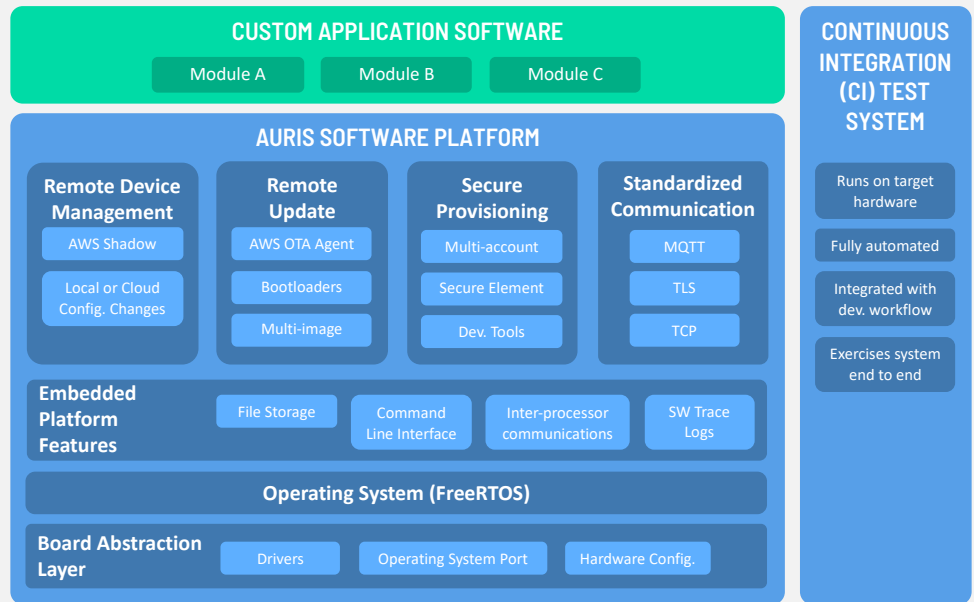 CUSTOM APPLICATION SOFTWARE
Module A
Module B
Module C
AURIS SOFTWARE PLATFORM
Remote Device
Management
AWS Shadow
Local or Cloud
Config. Changes
Remote
Update
AWS OTA Agent
Bootloaders
Multi-image
Secure
Provisioning
Multi-account
Secure Element
Dev. Tools
Standardized
Communication
MQTT
TLS
TCP
Embedded
Platform
Features
File Storage
Command
Line Interface
Inter-processor
communications
SW Trace
Logs
Operating System (FreeRTOS)
Board Abstraction
Layer
Drivers
Operating System Port
Hardware Config.
CONTINUOUS
INTEGRATION
(CI) TEST
SYSTEM
Runs on target
hardware
Fully automated
Integrated with
dev. workflow
Exercises system
end to end